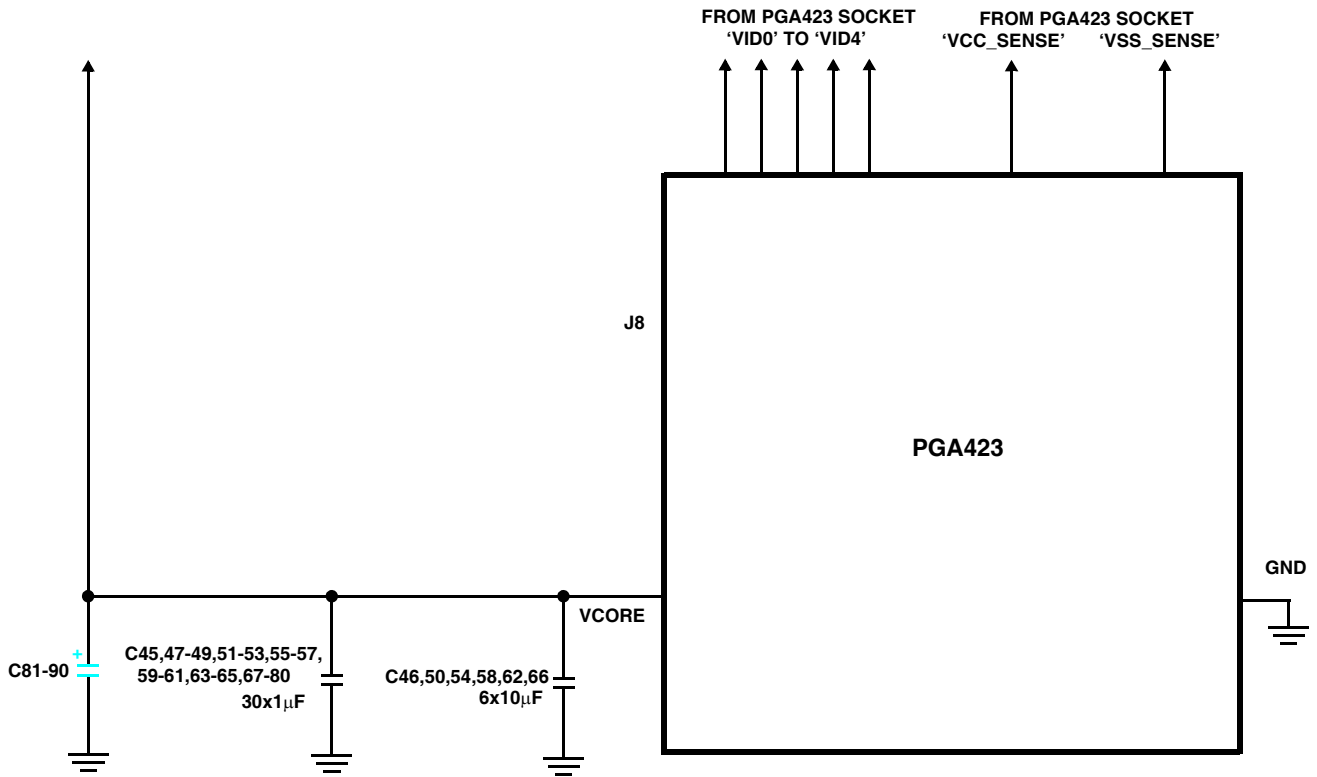 FROM PGA423 SOCKET
‘VID0’ TO ‘VID4’
FROM PGA423 SOCKET
‘VCC_SENSE’ ‘VSS_SENSE’
J8
PGA423
GND
VCORE
+
C81-90
C45,47-49,51-53,55-57,
59-61,63-65,67-80
30x1μF
C46,50,54,58,62,66
6x10μF